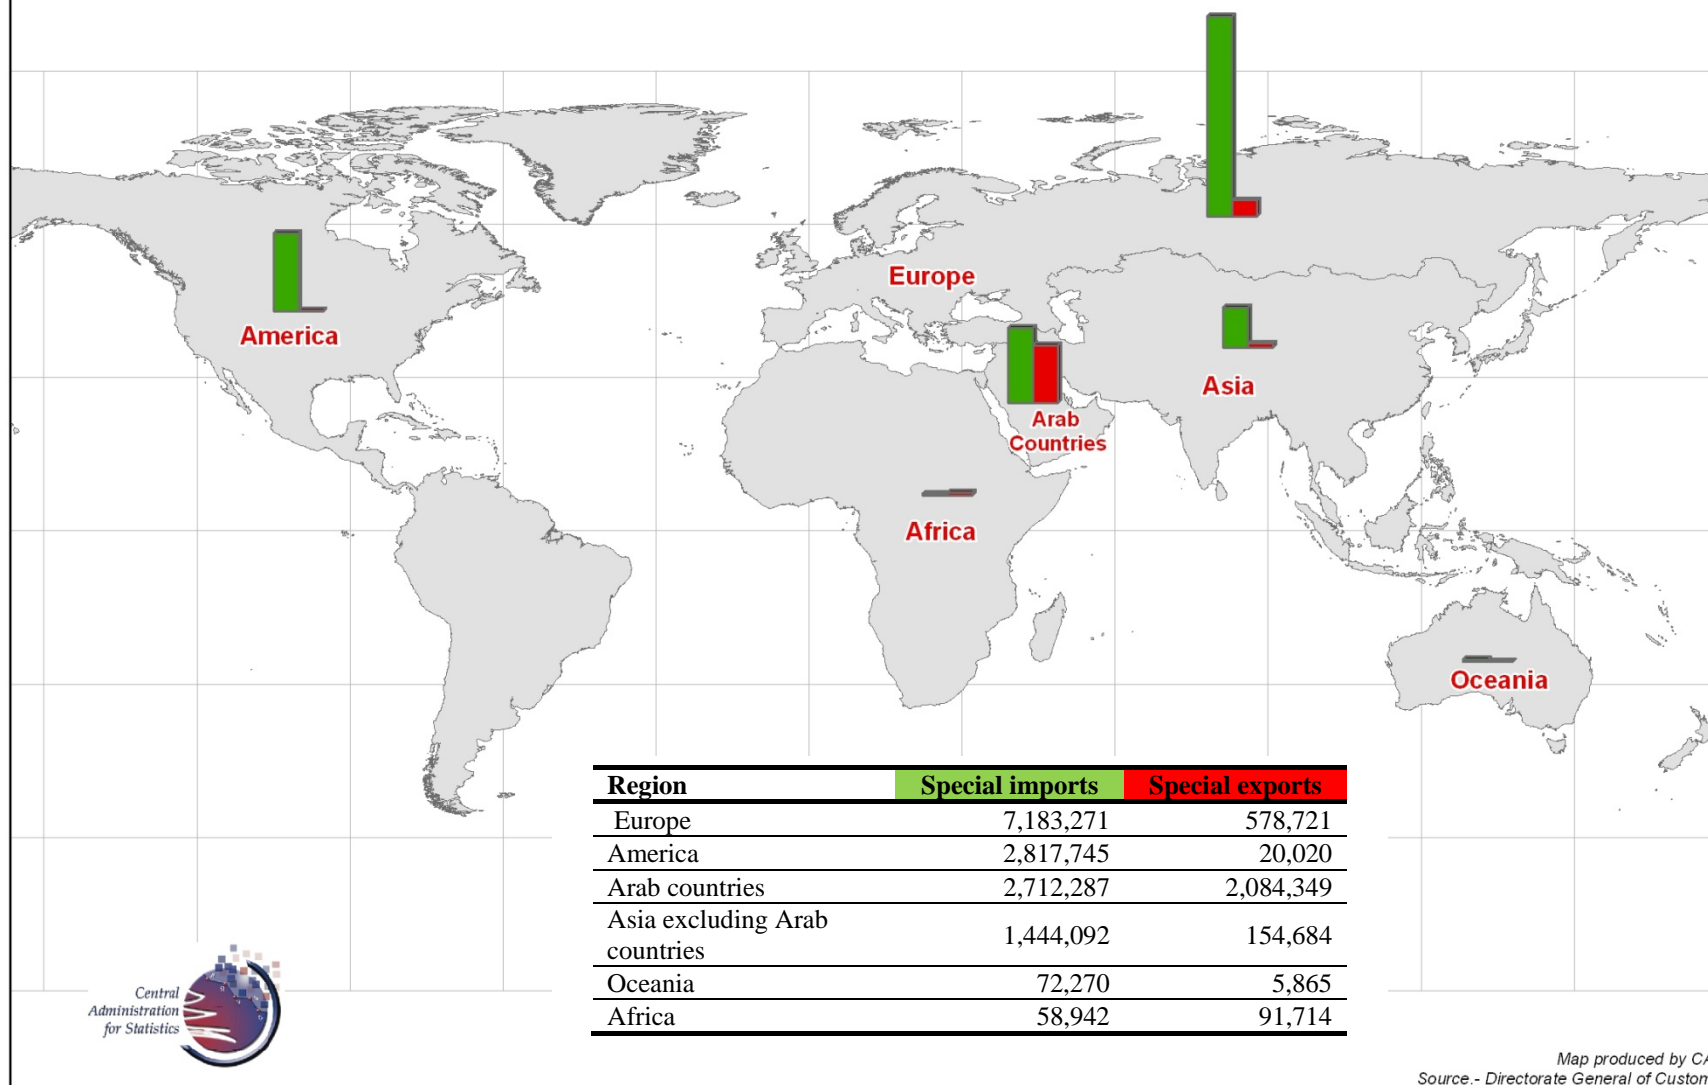 Europe
America
Asia
Arab
Countries
Africa
Oceania
Region Special imports Special exports
Europe 7,183,271 578,721
America 2,817,745 20,020
Arab countries 2,712,287 2,084,349
Asia excluding Arab
countries 1,444,092 154,684
Oceania 72,270 5,865
Africa 58,942 91,714
Central
Administration
for Statistics
Map produced by CA
Source.- Directorate General of Custom